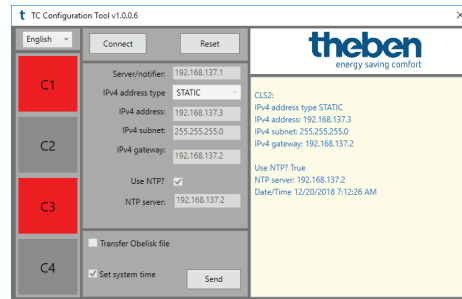 TC Configuration Tool v1.0.0.6
English
Connect
Reset
C1
C2
C3
C4
Server/notifier: 192.168.137.1
IPv4 address type STATIC
IPv4 address: 192.168.137.3
IPv4 subnet: 255.255.255.0
IPv4 gateway: 192.168.137.2
Use NTP?
NTP server: 192.168.137.2
Transfer Obelisk file
Set system time
Send
theben
energy saving comfort
CLS2:
IPv4 address type STATIC
IPv4 address: 192.168.137.3
IPv4 subnet: 255.255.255.0
IPv4 gateway: 192.168.137.2
Use NTP? True
NTP server: 192.168.137.2
Date/Time 12/20/2018 7:12:26 AM